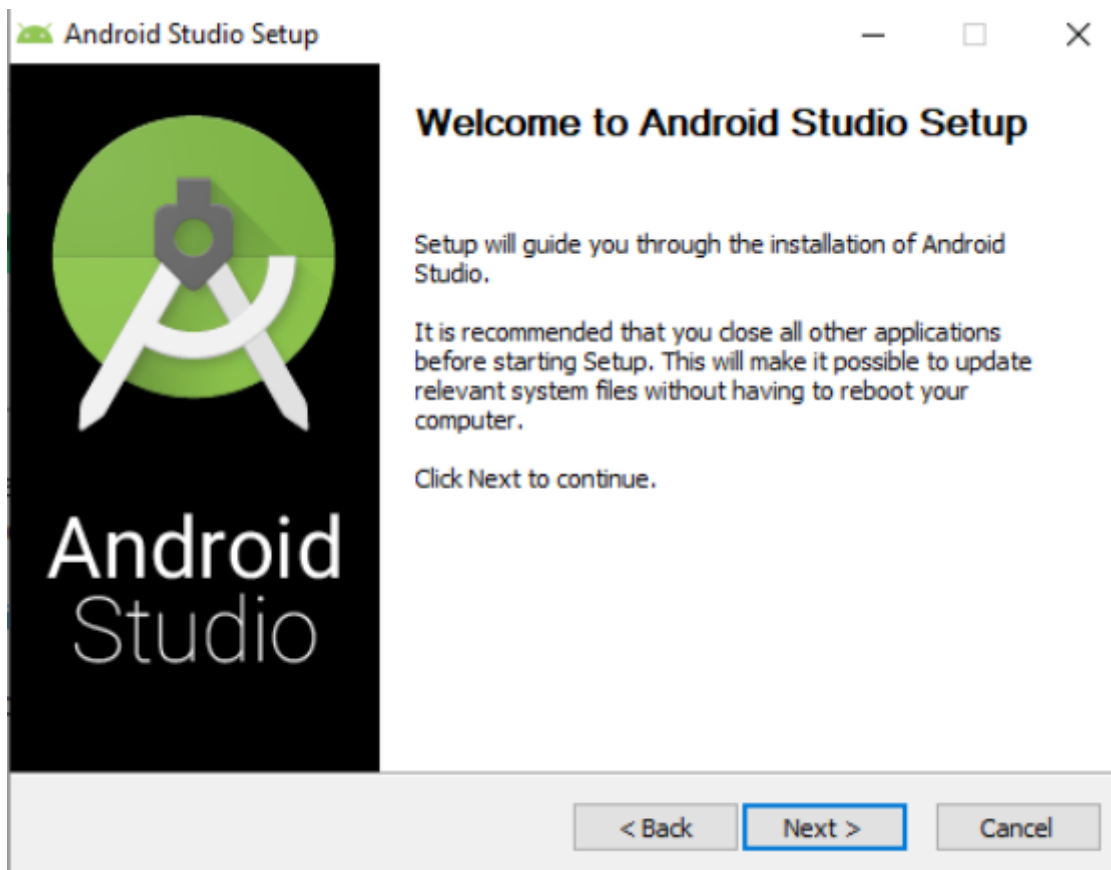 Android Studio Setup
Welcome to Android Studio Setup
Setup will guide you through the installation of Android
Studio.
It is recommended that you close all other applications
before starting Setup. This will make it possible to update
relevant system files without having to reboot your
computer.
Click Next to continue.
Android
Studio
< Back Next > Cancel